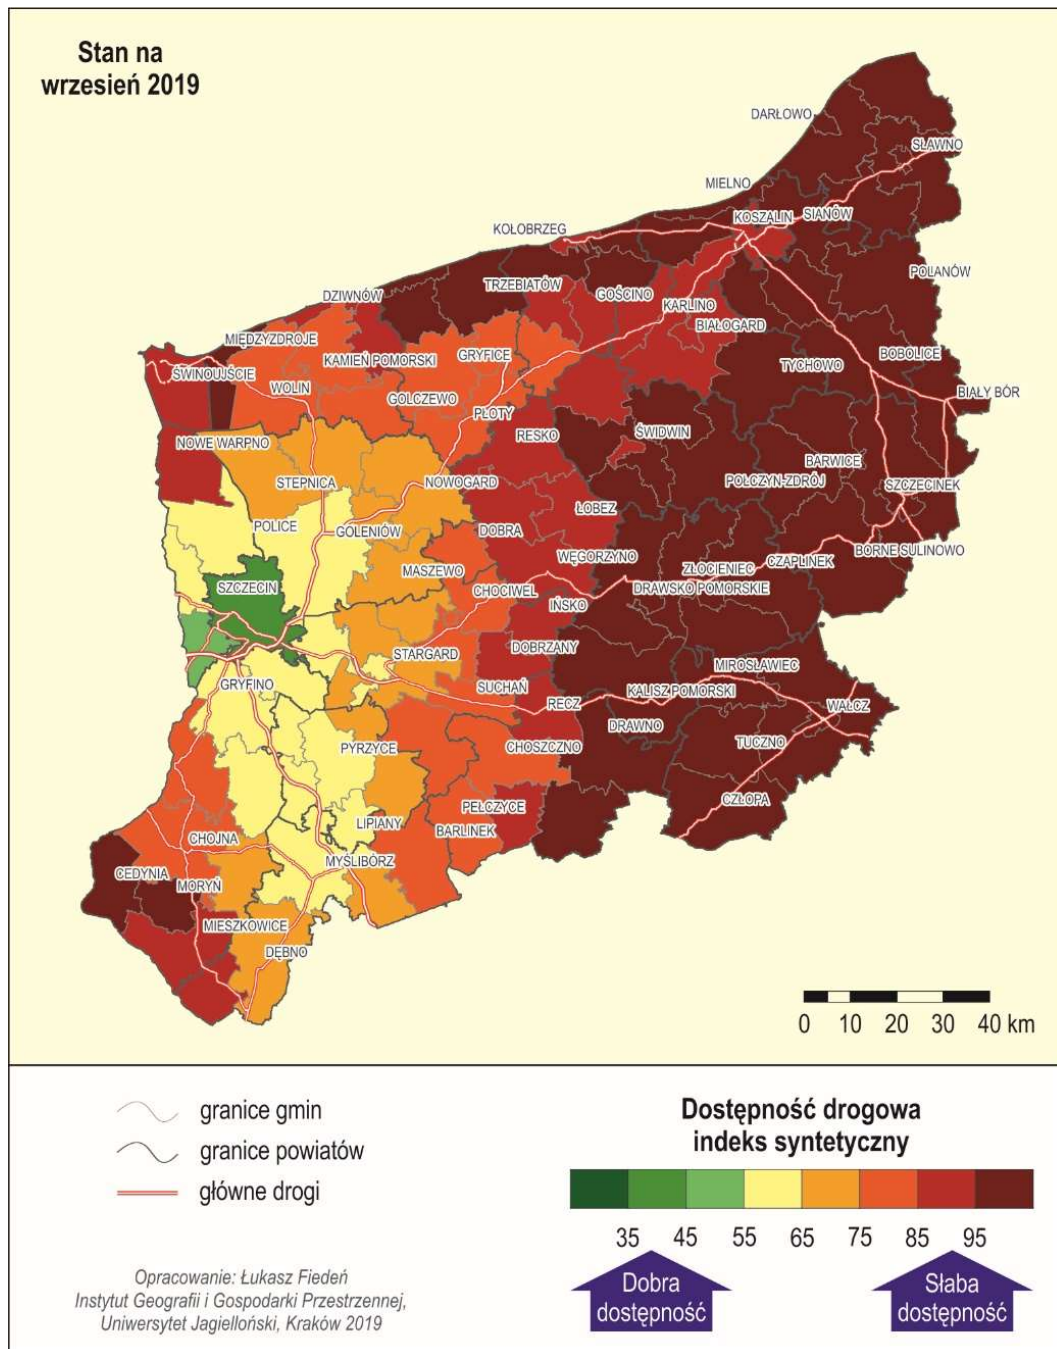 Stan na
wrzesień 2019
DARŁOWO
SŁAWNO
MIELNO
KOSZALIN
SIANÓW
KOŁOBRZEG
POLANÓW
TRZEBIATÓW
DZIWNÓW
GOŚCINO
KARLINO
BIAŁOGARD
MIĘDZYZDROJE
KAMIEŃ POMORSKI
GRYFICE
BOBOLICE
TYCHOWO
ŚWINOUJŚCIE
WOLIN
GOLCZEWO
BIAŁY BÓR
PŁOTY
RESKO
ŚWIDWIN
NOWE WARPNO
BARWICE
STEPNICA
NOWOGARD
POŁCZYN-ZDRÓJ
SZCZECINEK
ŁOBEZ
POLICE
GOLENIÓW
DOBRA
WĘGORZYNO
BORNE SULINOWO
CZAPLINEK
ZŁOCIENIEC
MASZEWO
SZCZECIN
CHOCIWEL
DRAWSKO POMORSKIE
IŃSKO
STARGARD
DOBRZANY
MIROSŁAWIEC
GRYFINO
SUCHAŃ
KALISZ POMORSKI
RECZ
WAŁCZ
DRAWNO
PYRZYCE
CHOSZCZNO
TUCZNO
CZŁOPA
PEŁCZYCE
LIPIANY
BARLINEK
CHOJNA
MYŚLIBÓRZ
CEDYNIA
MORYŃ
MIESZKOWICE
DĘBNO
0 10 20 30 40 km
granice gmin
granice powiatów
główne drogi
Opracowanie: Łukasz Fiedeń
Instytut Geografii i Gospodarki Przestrzennej,
Uniwersytet Jagielloński, Kraków 2019
Dostępność drogowa
indeks syntetyczny
35 45 55 65 75 85 95
Dobra
dostępność
Słaba
dostępność